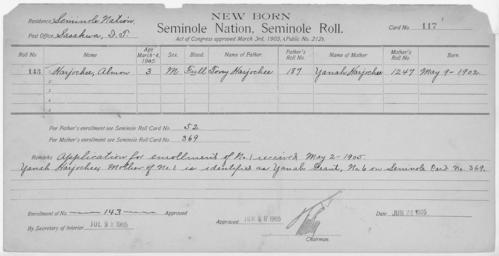 NEW BORN
Residence Seminole Nation.
Seminole Nation, Seminole Roll.
Card No. 117
Post Office Sasakwa, I.T.
Act of Congress approved March 3rd, 1905, (Public No. 212).
Roll No. Name Age March 4, 1905 Sex. Blood. Name of Father. Father's Roll No. Name of Mother Mother's Roll No. Born.
143 Harjochee, Almon 3 M Full Tony Harjochee 187 Yanah Harjochee 1247 May 9 - 1902
2
3
4
5
For Father's enrollment see Seminole Roll Card No. 52
For Mother's enrollment see Seminole Roll Card No. 369
Remarks Application for enrollment of No. 1 received May 2 - 1905.
Yanah Harjochee Mother of No. 1 is identified as Yanah Grant, No. 6 on Seminole Card No. 369.
Enrollment of No. 143 Approved
By Secretary of Interior 1905
Approved 1905
Chairman.
Date 1905